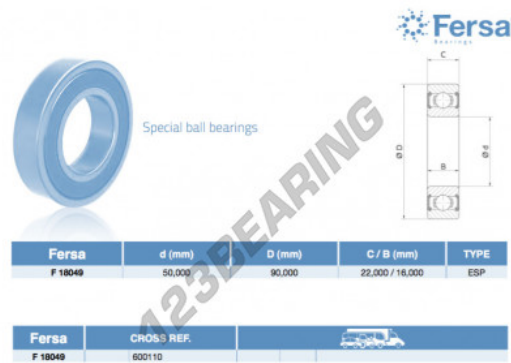 Fersa
Bearings
Special ball bearings
C
Ø D
B
Ø d
123BEARING
Fersa d (mm) D (mm) C / B (mm) TYPE
F 18049 50,000 90,000 22,000 / 16,000 ESP
Fersa CROSS REF.
F 18049 600110